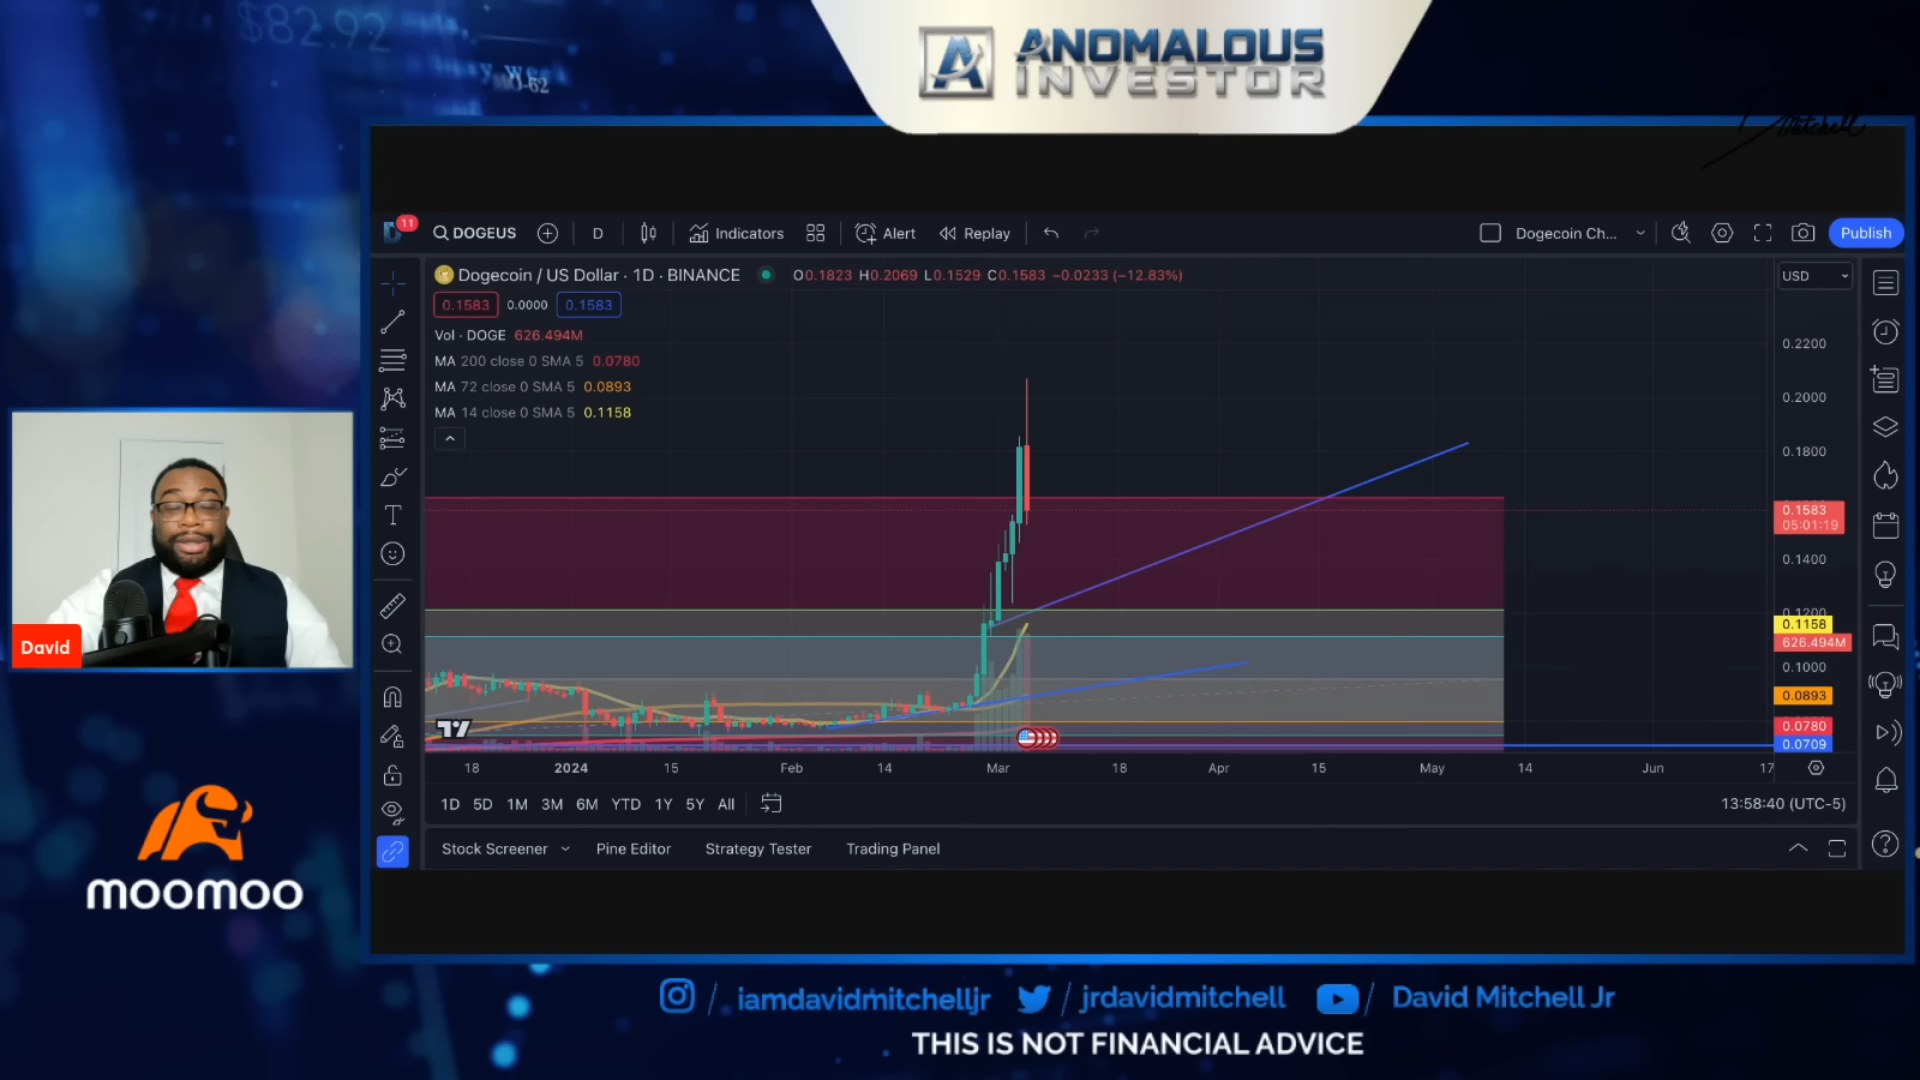 $82.92
ANOMALOUS
INVESTOR
DMitchell
11
DOGEUS
D
Indicators
Alert
Replay
Dogecoin Ch...
Publish
Dogecoin / US Dollar · 1D · BINANCE
O0.1823 H0.2069 L0.1529 C0.1583 −0.0233 (−12.83%)
USD
0.1583 0.0000 0.1583
Vol · DOGE 626.494M
MA 200 close 0 SMA 5 0.0780
MA 72 close 0 SMA 5 0.0893
MA 14 close 0 SMA 5 0.1158
0.2200
0.2000
0.1800
0.1583
05:01:19
0.1400
0.1200
0.1158
626.494M
0.1000
0.0893
0.0780
0.0709
David
18 2024 15 Feb 14 Mar 18 Apr 15 May 14 Jun 17
1D 5D 1M 3M 6M YTD 1Y 5Y All
13:58:40 (UTC-5)
Stock Screener Pine Editor Strategy Tester Trading Panel
moomoo
/ iamdavidmitchelljr / jrdavidmitchell / David Mitchell Jr
THIS IS NOT FINANCIAL ADVICE